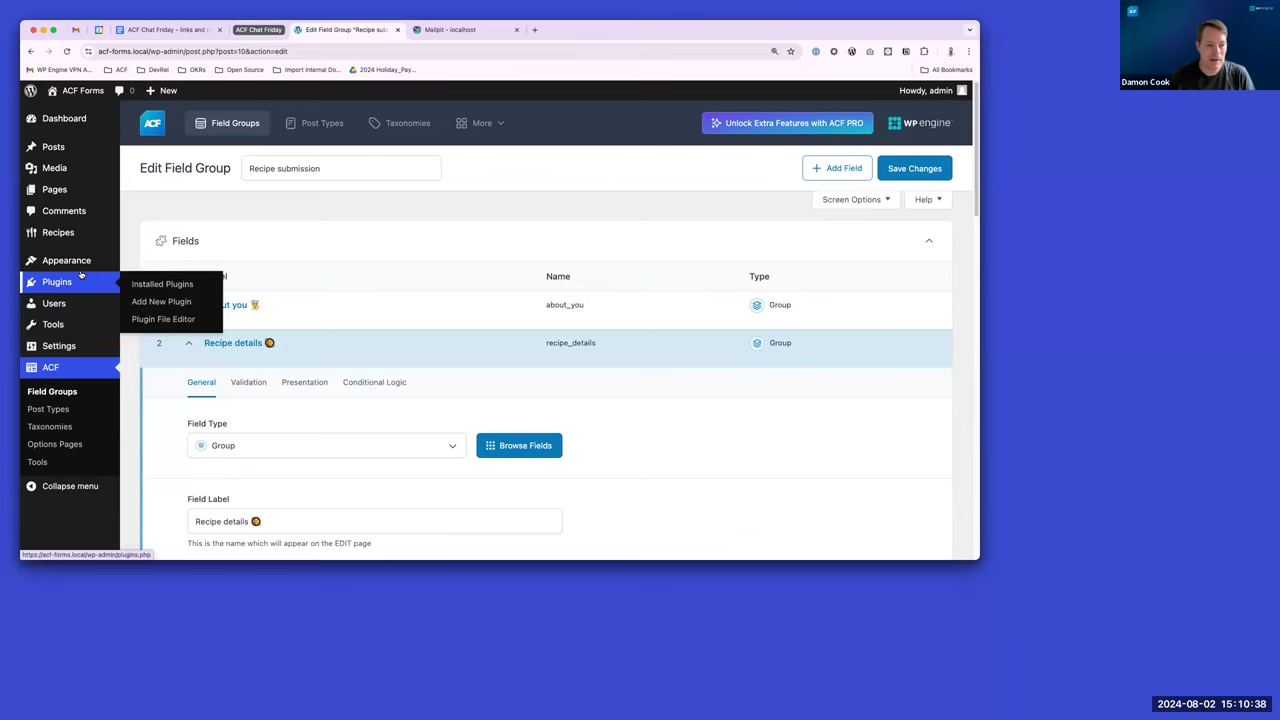 ACF Chat Friday - links and r
ACF Chat Friday
Edit Field Group "Recipe sub
Mailpit - localhost
acf-forms.local/wp-admin/post.php?post=10&action=edit
WP Engine VPN A...
ACF
DevRel
OKRs
Open Source
Import Internal Do...
2024 Holiday_Pay...
All Bookmarks
ACF Forms
0
New
Howdy, admin
Dashboard
Posts
Media
Pages
Comments
Recipes
Appearance
Plugins
Users
Tools
Settings
ACF
Field Groups
Post Types
Taxonomies
Options Pages
Tools
Collapse menu
Installed Plugins
Add New Plugin
Plugin File Editor
ACF
Field Groups
Post Types
Taxonomies
More
Unlock Extra Features with ACF PRO
WP engine
Edit Field Group
Recipe submission
Add Field
Save Changes
Screen Options
Help
Fields
Name
Type
about_you
Group
2
Recipe details
recipe_details
Group
General
Validation
Presentation
Conditional Logic
Field Type
Group
Browse Fields
Field Label
Recipe details
This is the name which will appear on the EDIT page
https://acf-forms.local/wp-admin/plugins.php
Damon Cook
2024-08-02 15:10:38